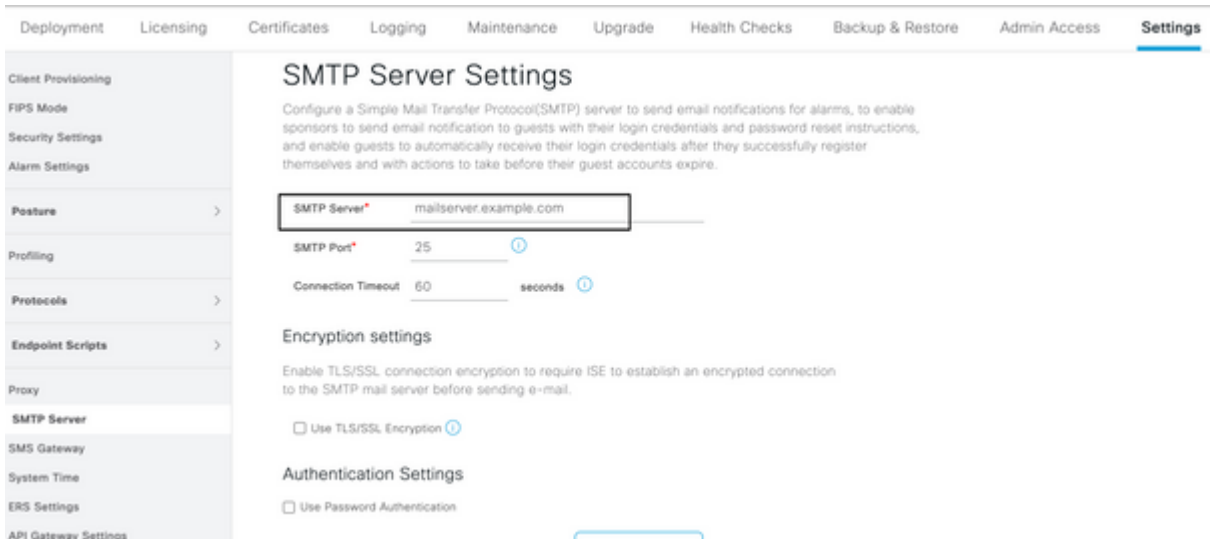 Deployment Licensing Certificates Logging Maintenance Upgrade Health Checks Backup & Restore Admin Access Settings
Client Provisioning
FIPS Mode
Security Settings
Alarm Settings
Posture
Profiling
Protocols
Endpoint Scripts
Proxy
SMTP Server
SMS Gateway
System Time
ERS Settings
API Gateway Settings
SMTP Server Settings
Configure a Simple Mail Transfer Protocol(SMTP) server to send email notifications for alarms, to enable
sponsors to send email notification to guests with their login credentials and password reset instructions,
and enable guests to automatically receive their login credentials after they successfully register
themselves and with actions to take before their guest accounts expire.
SMTP Server* mailserver.example.com
SMTP Port* 25
Connection Timeout 60 seconds
Encryption settings
Enable TLS/SSL connection encryption to require ISE to establish an encrypted connection
to the SMTP mail server before sending e-mail.
Use TLS/SSL Encryption
Authentication Settings
Use Password Authentication